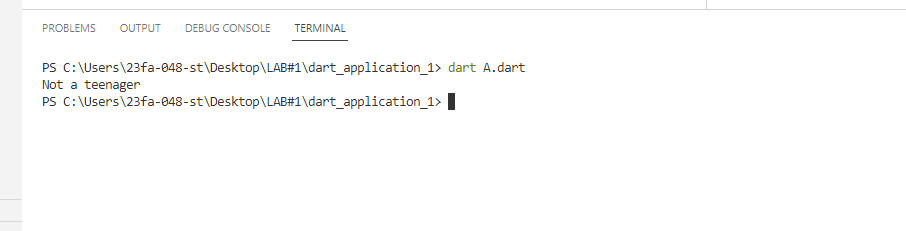 PROBLEMS OUTPUT DEBUG CONSOLE TERMINAL
PS C:\Users\23fa-048-st\Desktop\LAB#1\dart_application_1> dart A.dart
Not a teenager
PS C:\Users\23fa-048-st\Desktop\LAB#1\dart_application_1>